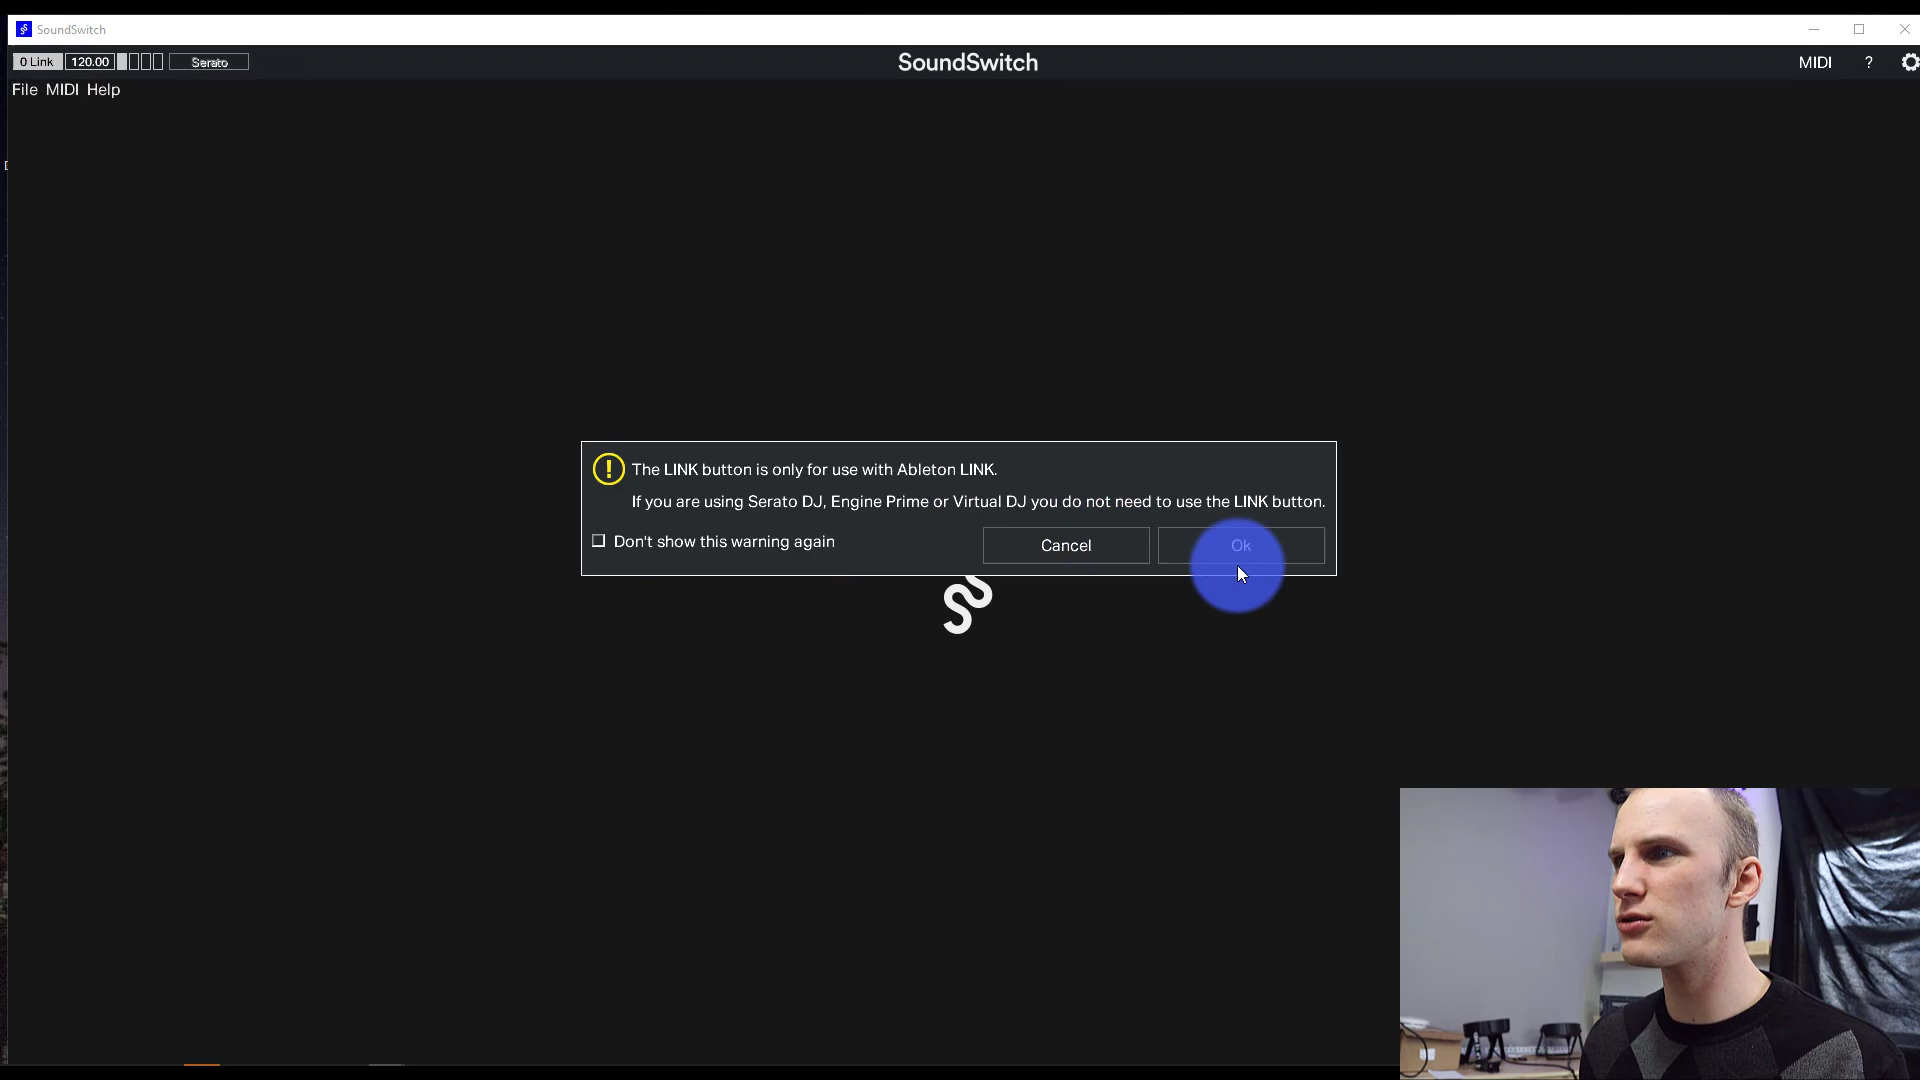 SoundSwitch
0 Link 120.00 Serato
SoundSwitch
MIDI ?
File MIDI Help
The LINK button is only for use with Ableton LINK.
If you are using Serato DJ, Engine Prime or Virtual DJ you do not need to use the LINK button.
Don't show this warning again
Cancel
Ok